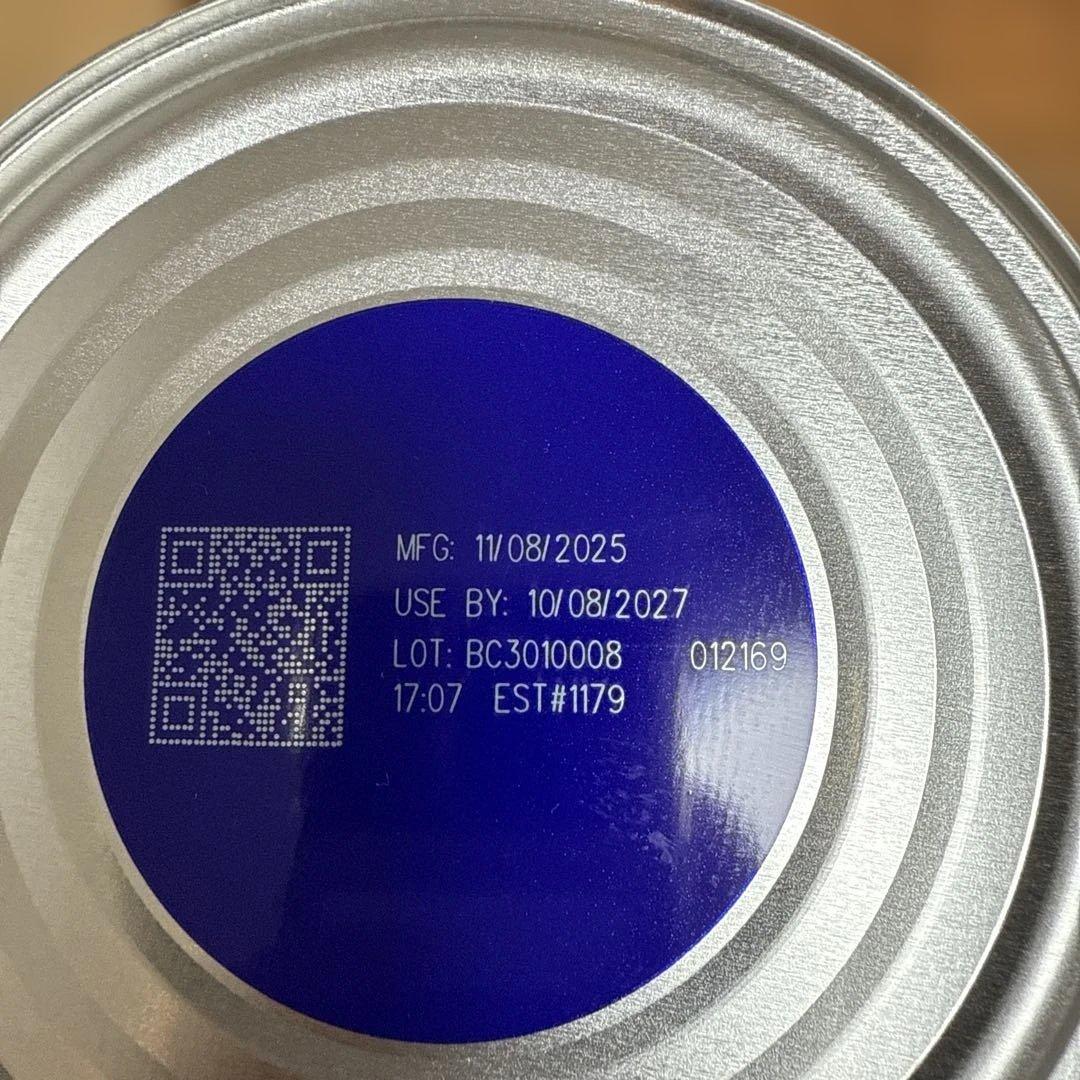 MFG: 11/08/2025
USE BY: 10/08/2027
LOT: BC3010008 012169
17:07 EST#1179